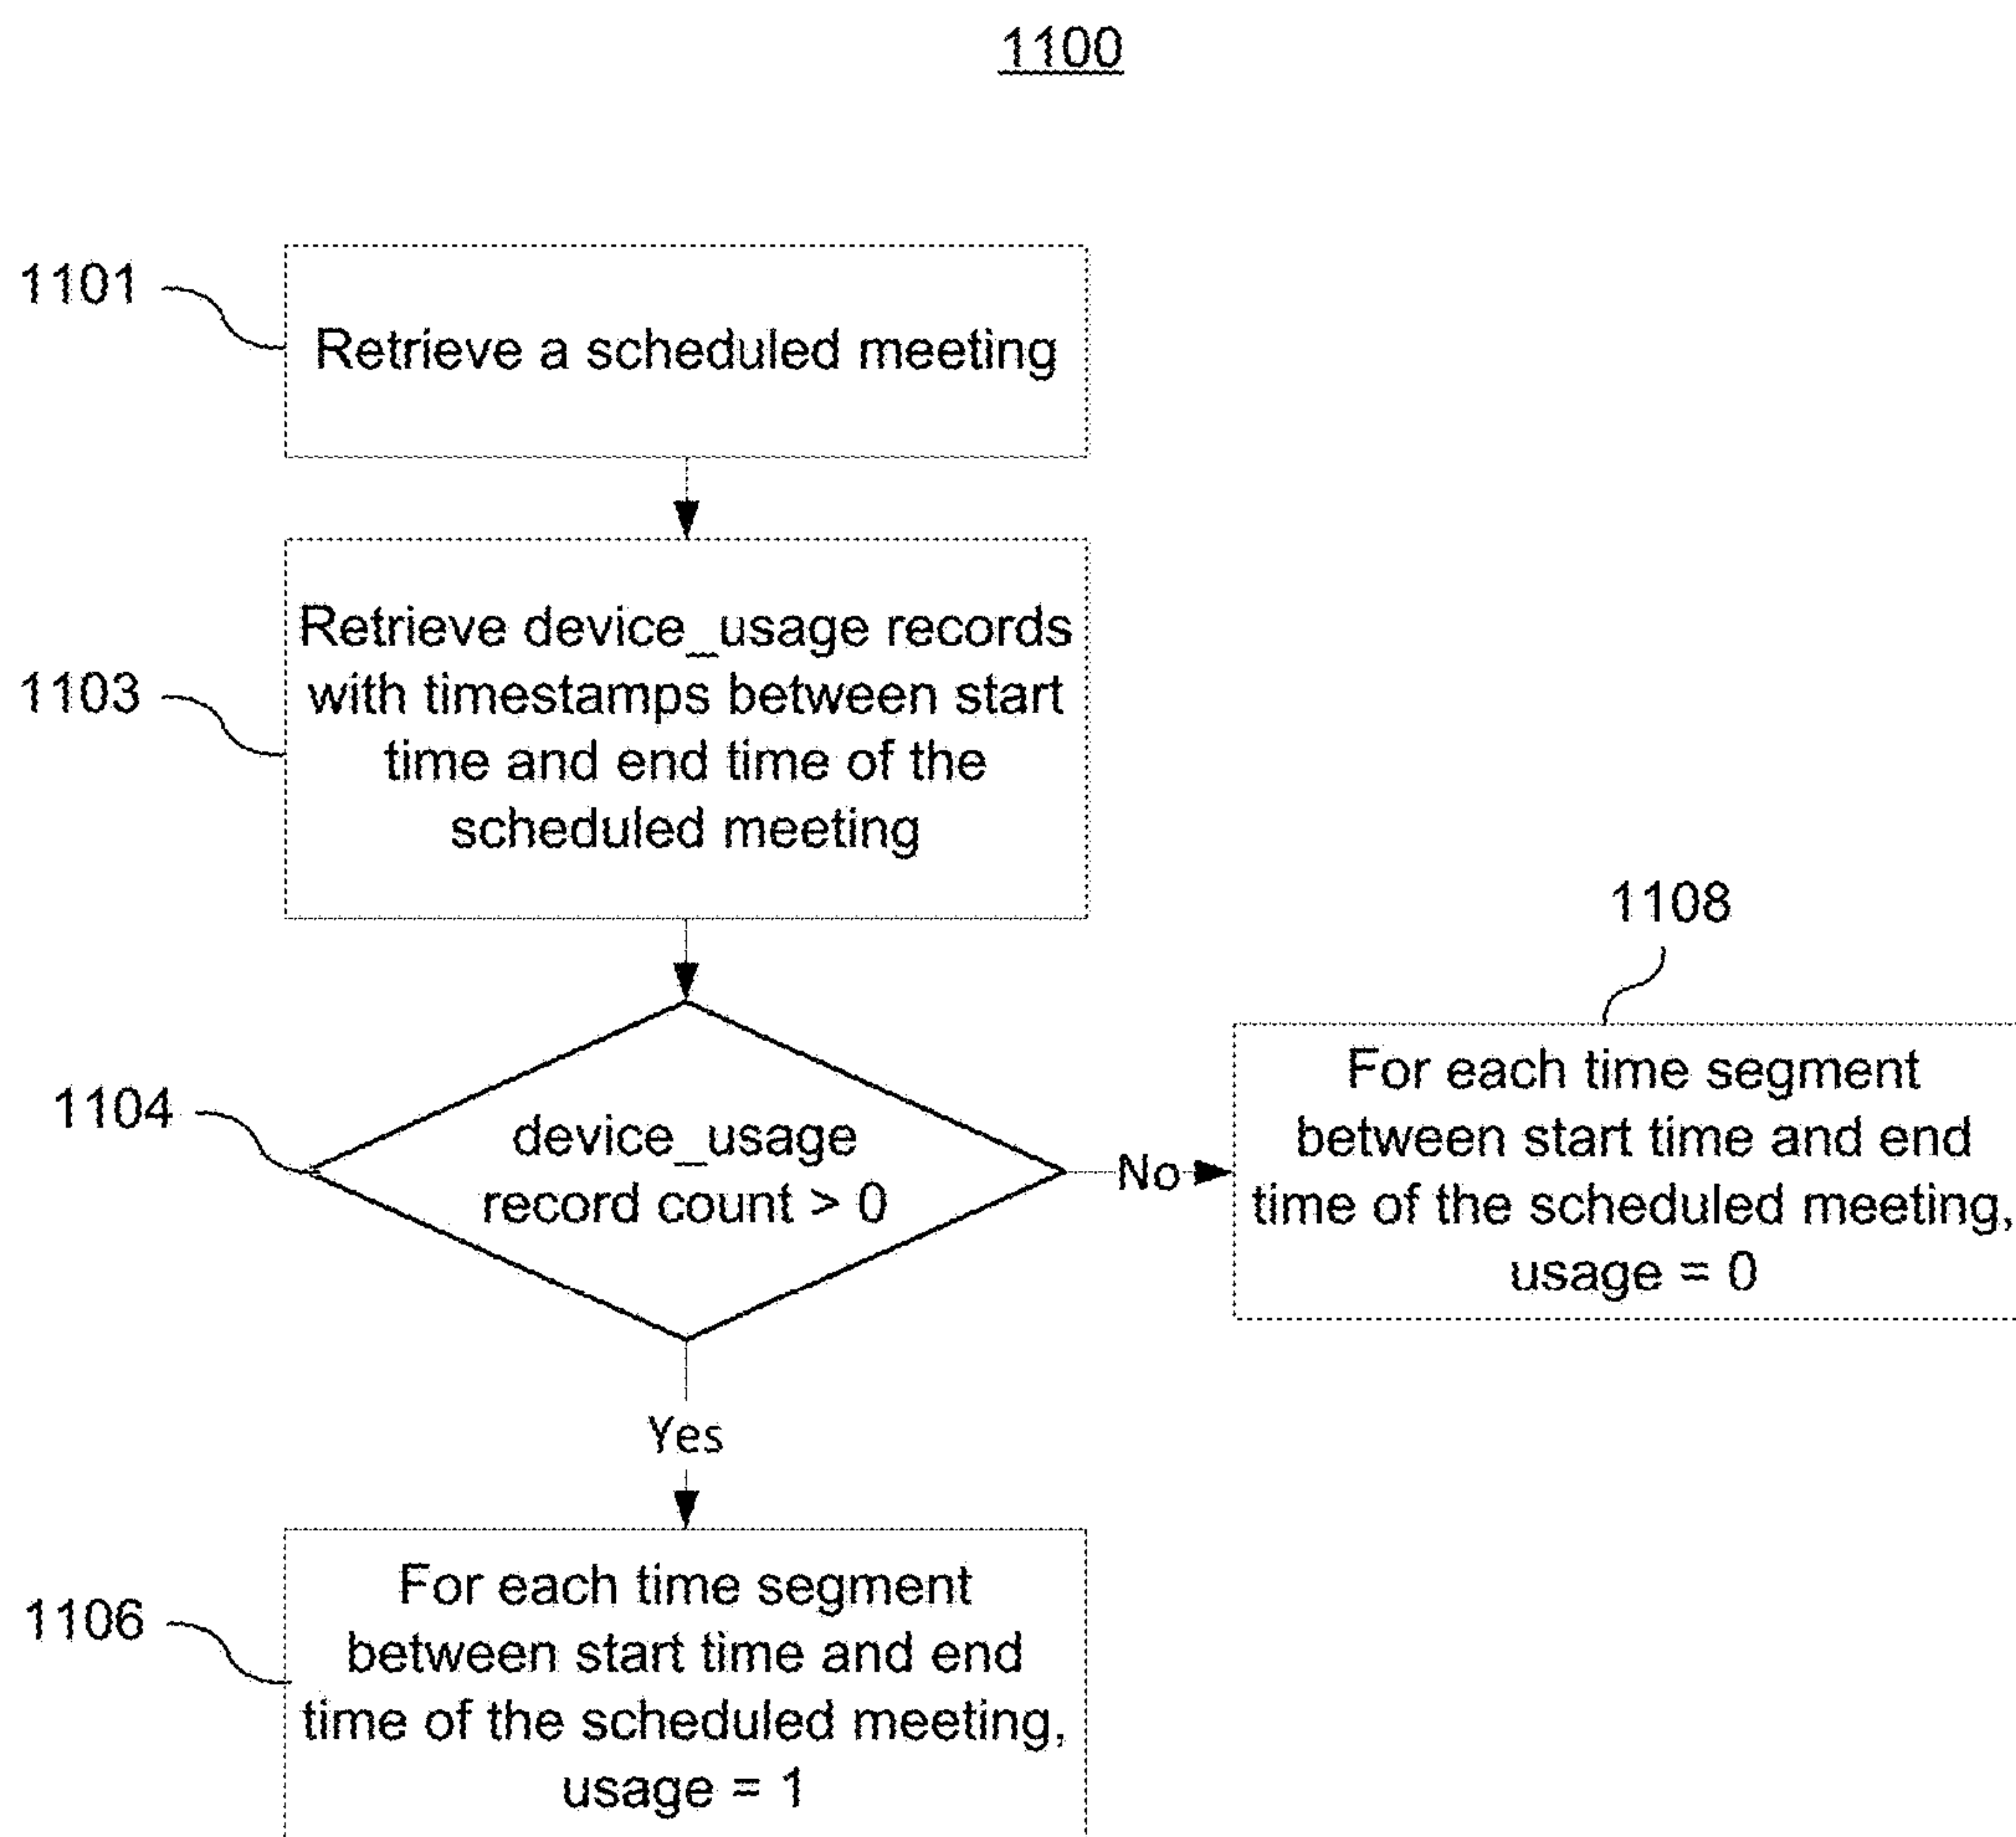 1100
1101
Retrieve a scheduled meeting
1103
Retrieve device_usage records
with timestamps between start
time and end time of the
scheduled meeting
1104
device_usage
record count > 0
No
1108
For each time segment
between start time and end
time of the scheduled meeting,
usage = 0
Yes
1106
For each time segment
between start time and end
time of the scheduled meeting,
usage = 1